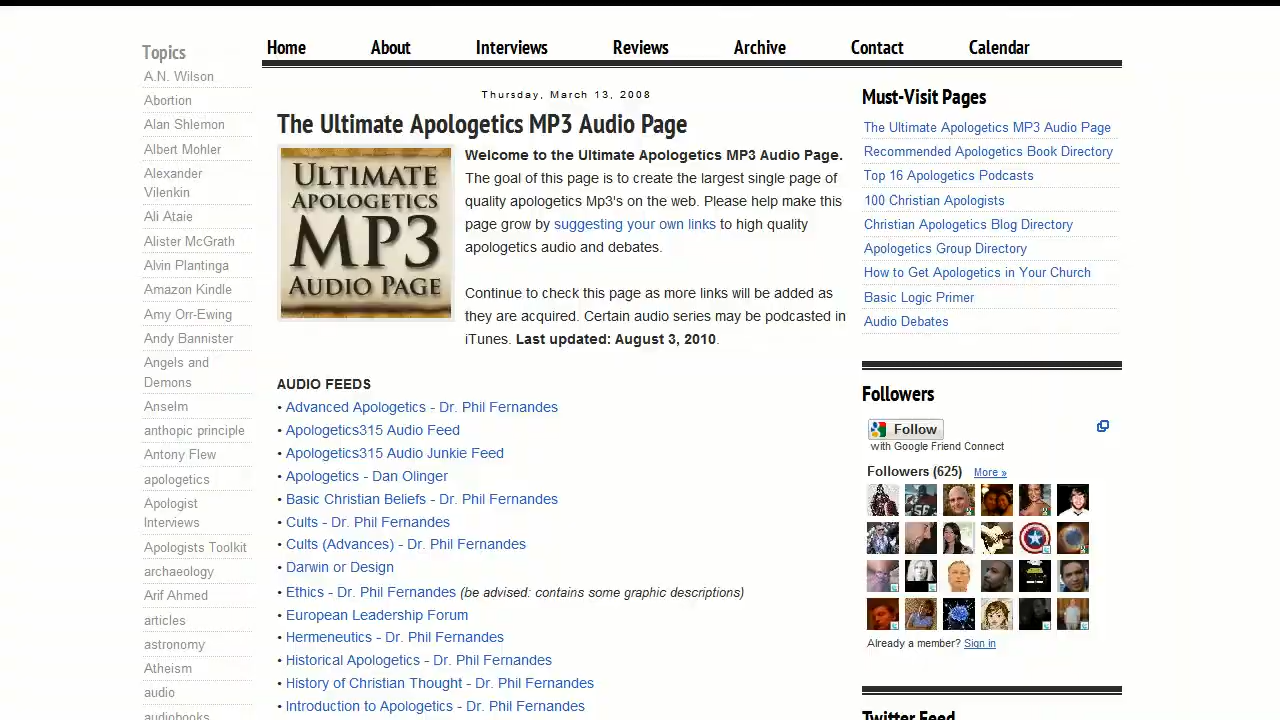 Topics
A.N. Wilson
Abortion
Alan Shlemon
Albert Mohler
Alexander
Vilenkin
Ali Ataie
Alister McGrath
Alvin Plantinga
Amazon Kindle
Amy Orr-Ewing
Andy Bannister
Angels and
Demons
Anselm
anthopic principle
Antony Flew
apologetics
Apologist
Interviews
Apologists Toolkit
archaeology
Arif Ahmed
articles
astronomy
Atheism
audio
audiobooks
Home About Interviews Reviews Archive Contact Calendar
Thursday, March 13, 2008
The Ultimate Apologetics MP3 Audio Page
ULTIMATE
APOLOGETICS
MP3
AUDIO PAGE
Welcome to the Ultimate Apologetics MP3 Audio Page.
The goal of this page is to create the largest single page of
quality apologetics Mp3's on the web. Please help make this
page grow by suggesting your own links to high quality
apologetics audio and debates.
Continue to check this page as more links will be added as
they are acquired. Certain audio series may be podcasted in
iTunes. Last updated: August 3, 2010.
AUDIO FEEDS
• Advanced Apologetics - Dr. Phil Fernandes
• Apologetics315 Audio Feed
• Apologetics315 Audio Junkie Feed
• Apologetics - Dan Olinger
• Basic Christian Beliefs - Dr. Phil Fernandes
• Cults - Dr. Phil Fernandes
• Cults (Advances) - Dr. Phil Fernandes
• Darwin or Design
• Ethics - Dr. Phil Fernandes (be advised: contains some graphic descriptions)
• European Leadership Forum
• Hermeneutics - Dr. Phil Fernandes
• Historical Apologetics - Dr. Phil Fernandes
• History of Christian Thought - Dr. Phil Fernandes
• Introduction to Apologetics - Dr. Phil Fernandes
Must-Visit Pages
The Ultimate Apologetics MP3 Audio Page
Recommended Apologetics Book Directory
Top 16 Apologetics Podcasts
100 Christian Apologists
Christian Apologetics Blog Directory
Apologetics Group Directory
How to Get Apologetics in Your Church
Basic Logic Primer
Audio Debates
Followers
Follow
with Google Friend Connect
Followers (625) More »
Already a member? Sign in
Twitter Feed